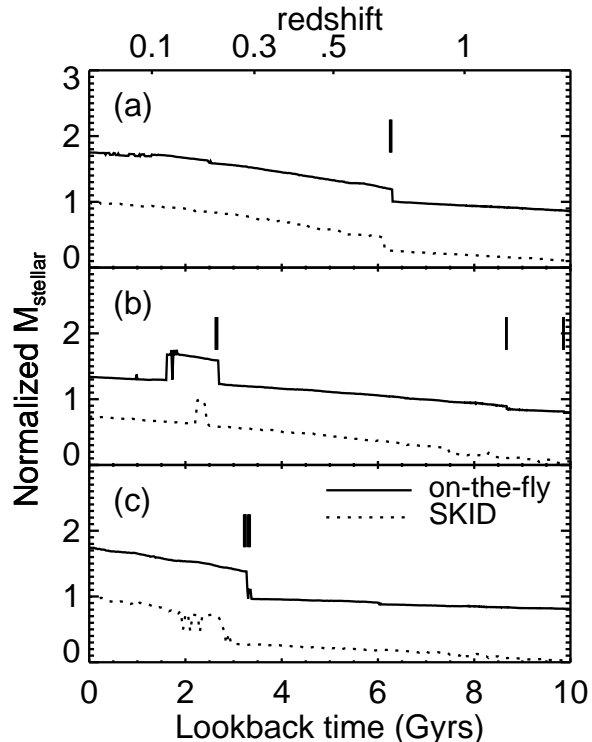 redshift
0.1 0.3 .5 1
3
(a)
2
1
0
(b)
2
1
0
(c)
on-the-fly
SKID
2
1
0
Normalized M_stellar
0 2 4 6 8 10
Lookback time (Gyrs)